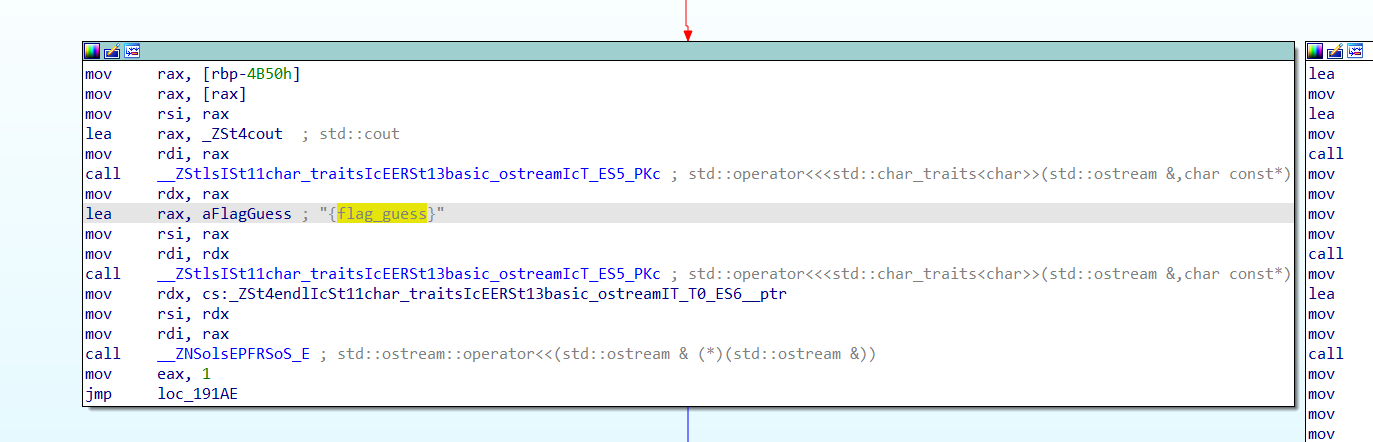 mov rax, [rbp-4B50h]
mov rax, [rax]
mov rsi, rax
lea rax, _ZSt4cout ; std::cout
mov rdi, rax
call __ZStlsISt11char_traitsIcEERSt13basic_ostreamIcT_ES5_PKc ; std::operator<<<std::char_traits<char>>(std::ostream &,char const*)
mov rdx, rax
lea rax, aFlagGuess ; "{flag_guess}"
mov rsi, rax
mov rdi, rdx
call __ZStlsISt11char_traitsIcEERSt13basic_ostreamIcT_ES5_PKc ; std::operator<<<std::char_traits<char>>(std::ostream &,char const*)
mov rdx, cs:_ZSt4endlIcSt11char_traitsIcEERSt13basic_ostreamIT_T0_ES6__ptr
mov rsi, rdx
mov rdi, rax
call __ZNSolsEPFRSoS_E ; std::ostream::operator<<(std::ostream & (*)(std::ostream &))
mov eax, 1
jmp loc_191AE
lea
mov
lea
mov
call
mov
mov
mov
mov
call
mov
lea
mov
mov
call
mov
mov
mov
mov